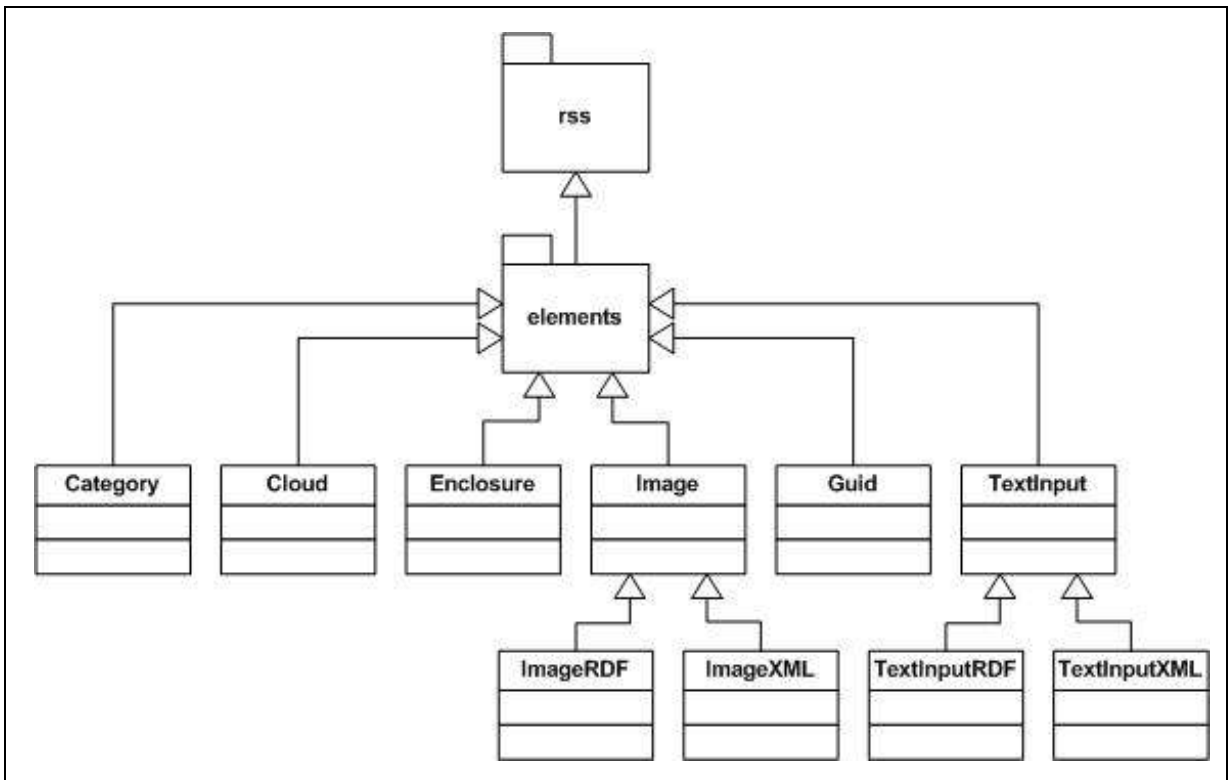 rss
elements
Category
Cloud
Enclosure
Image
Guid
TextInput
ImageRDF
ImageXML
TextInputRDF
TextInputXML